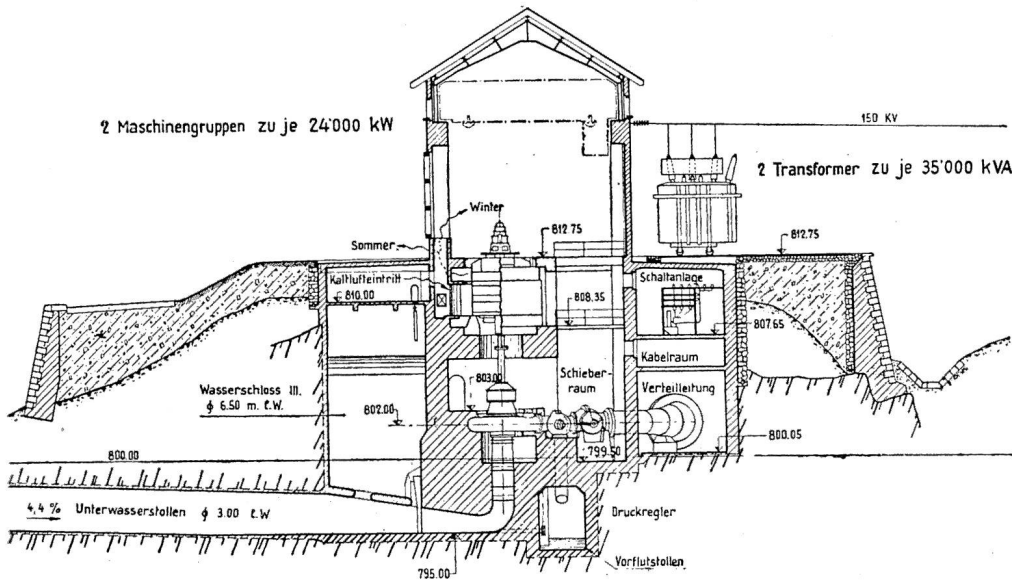 2 Maschinengruppen zu je 24'000 kW
150 KV
2 Transformer zu je 35'000 kVA
Winter
Sommer
812.75
812.75
Kaltlufteintritt
810.00
808.35
Schaltanlage
807.65
Kabelraum
Schieber-
raum
803.00
Verteilleitung
Wasserschloss III.
ϕ 6.50 m. l.W.
802.00
799.50
800.05
800.00
4,4 % Unterwasserstollen ϕ 3.00 l.W
Druckregler
Vorflutstollen
795.00